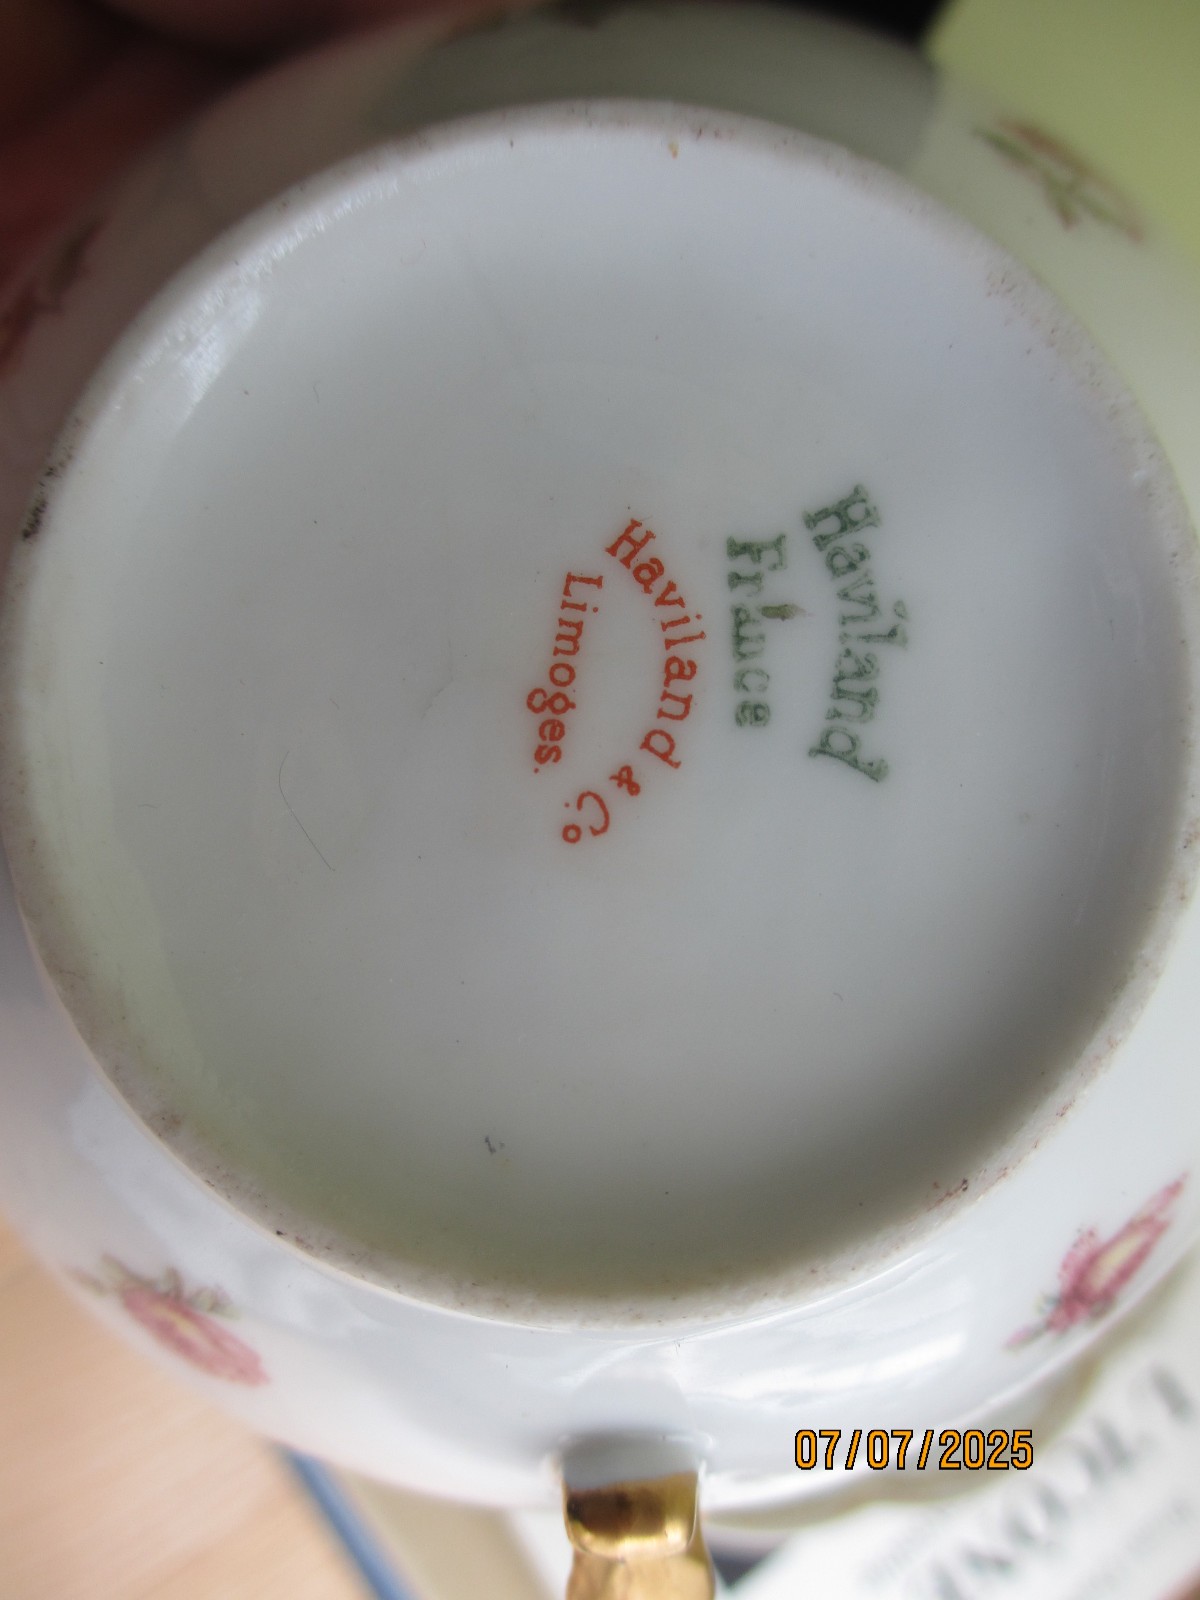 Haviland
France
Haviland & Co
Limoges.
07/07/2025